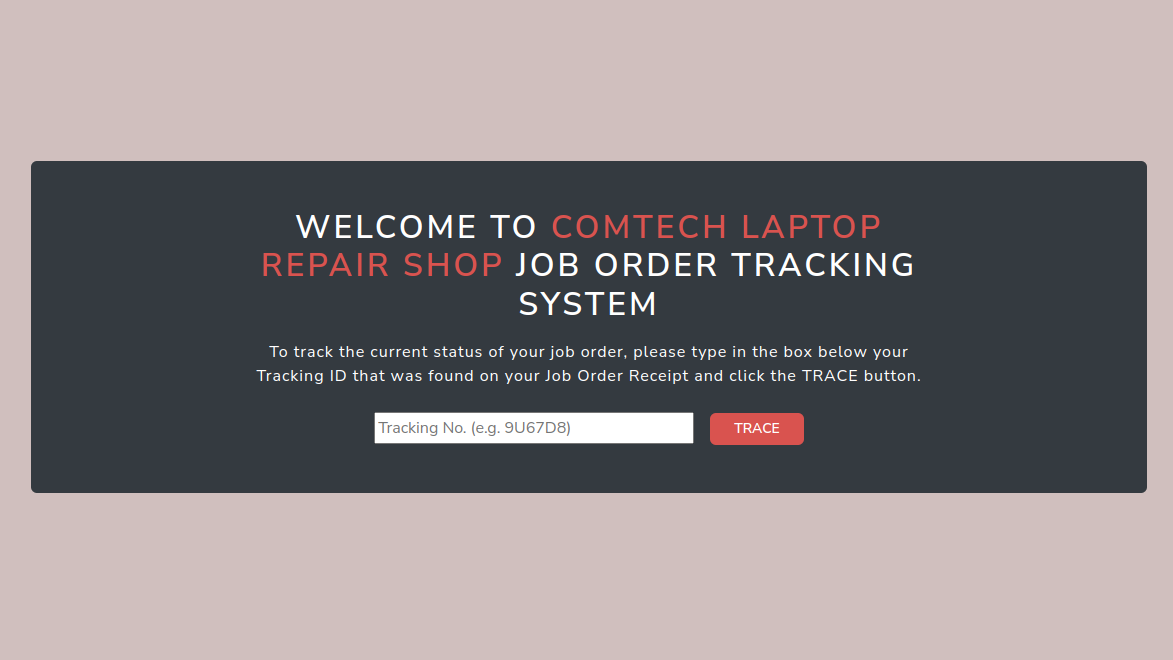 WELCOME TO COMTECH LAPTOP
REPAIR SHOP JOB ORDER TRACKING
SYSTEM
To track the current status of your job order, please type in the box below your
Tracking ID that was found on your Job Order Receipt and click the TRACE button.
Tracking No. (e.g. 9U67D8) TRACE